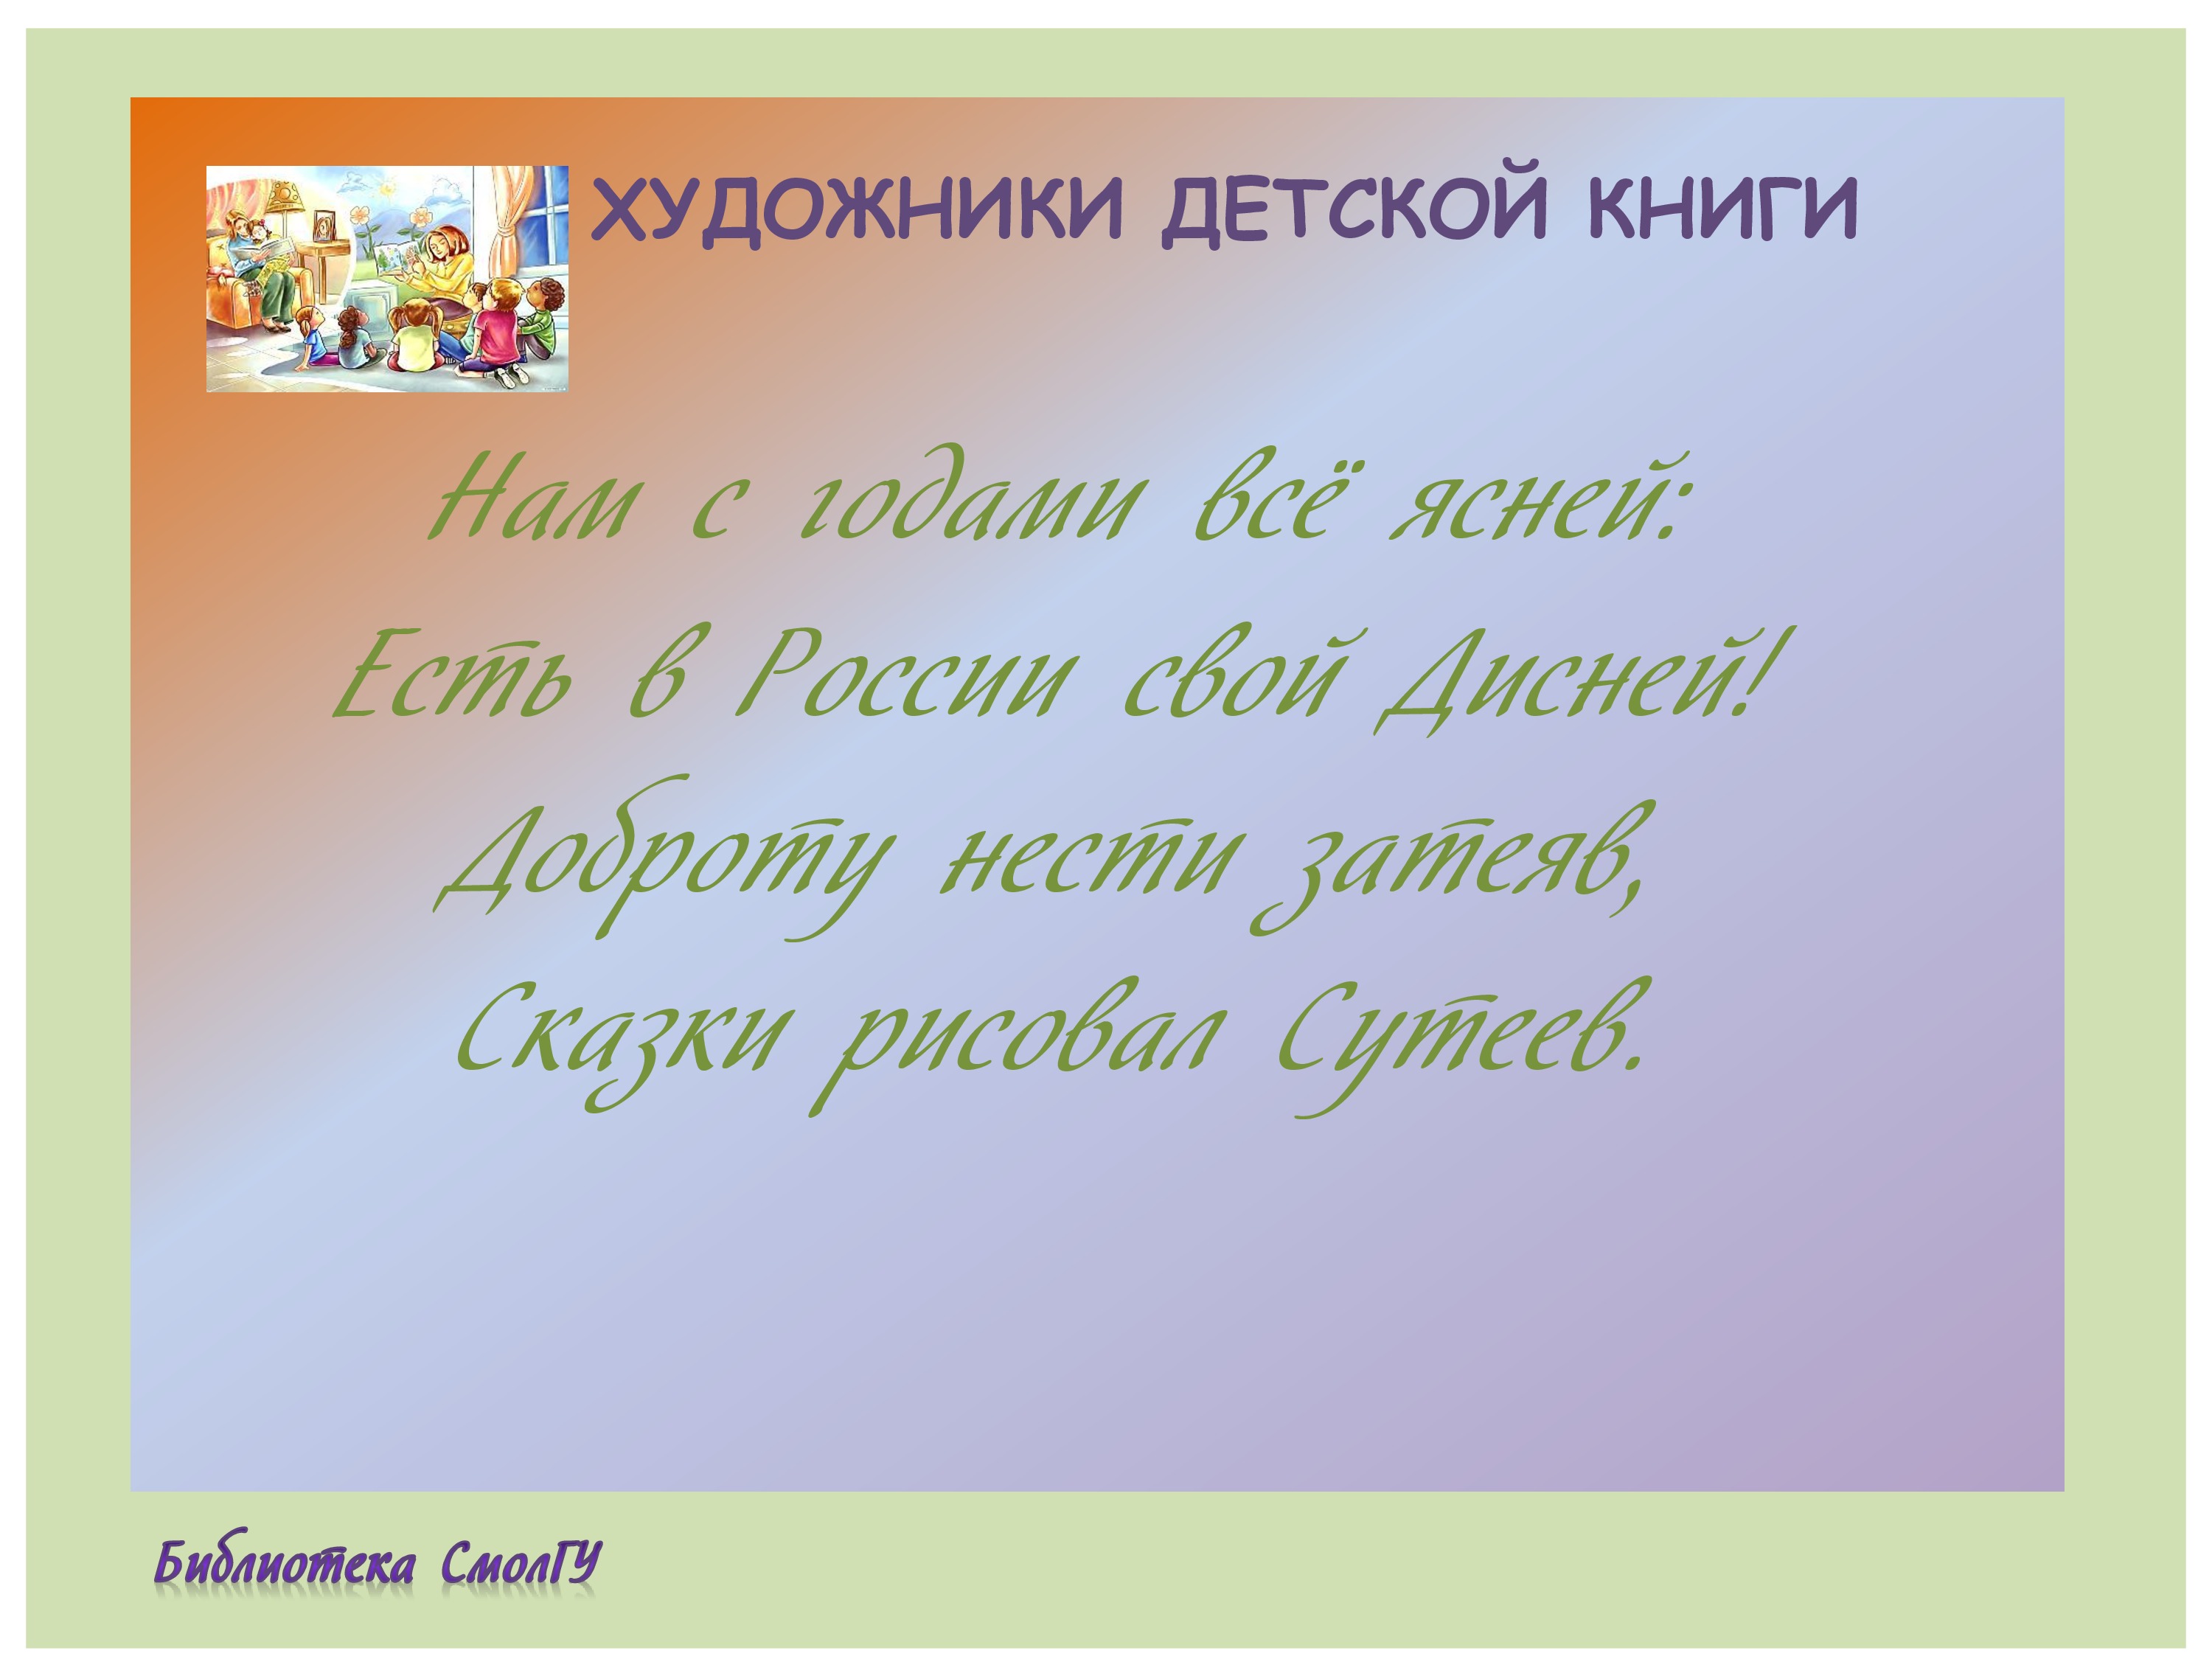 ХУДОЖНИКИ ДЕТСКОЙ КНИГИ
Нам с годами всё ясней:
Есть в России свой Дисней!
Доброту нести затеяв,
Сказки рисовал Сутеев.
Библиотека СмолГУ